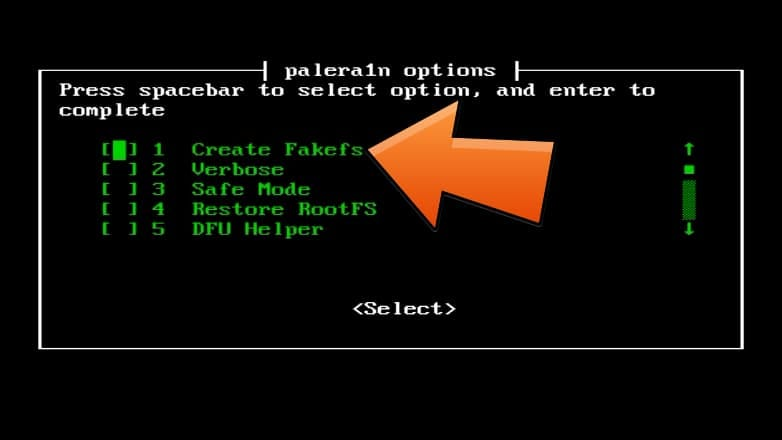 palera1n options
Press spacebar to select option, and enter to
complete
[ ] 1 Create Fakefs
[ ] 2 Verbose
[ ] 3 Safe Mode
[ ] 4 Restore RootFS
[ ] 5 DFU Helper
<Select>